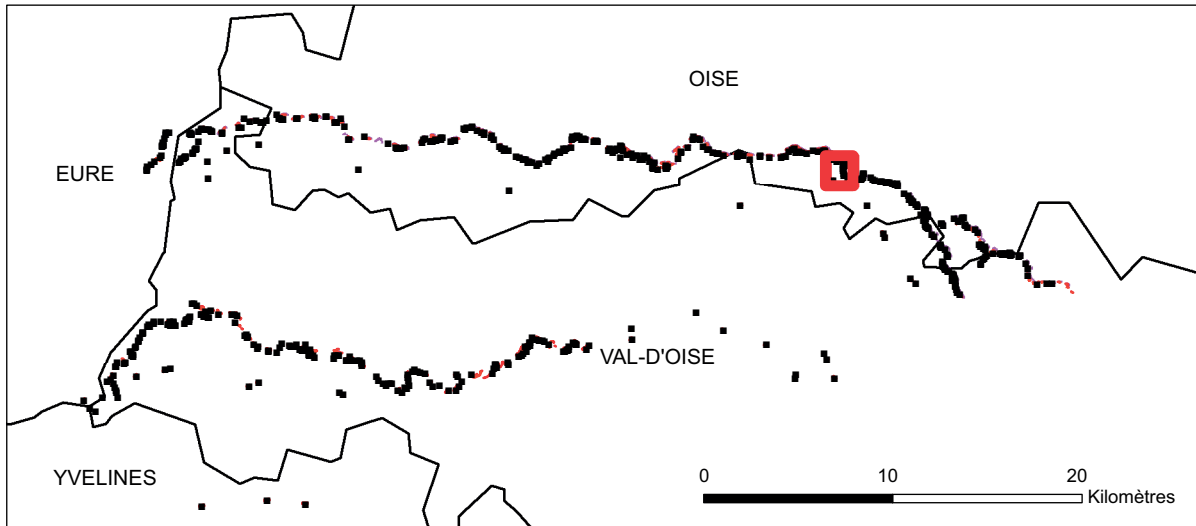 OISE
EURE
VAL-D'OISE
YVELINES
0 10 20
Kilomètres